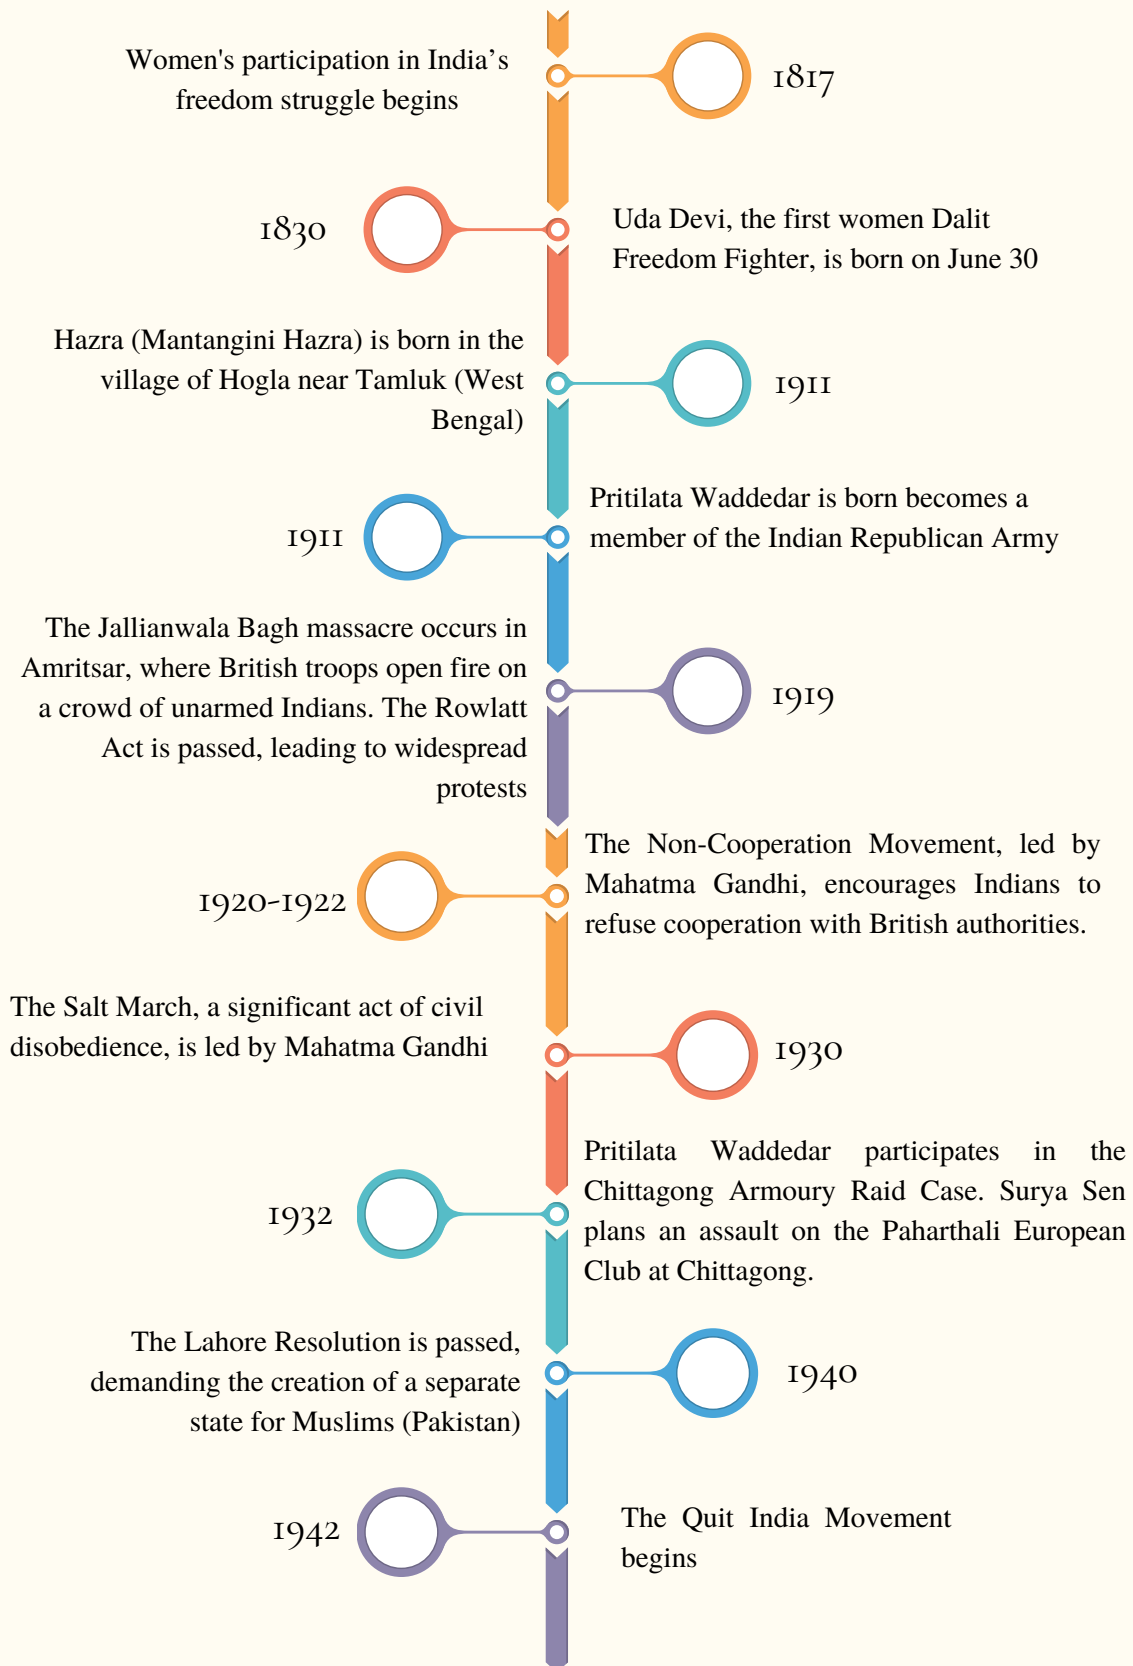 Women's participation in India’s
freedom struggle begins
1817
1830
Uda Devi, the first women Dalit
Freedom Fighter, is born on June 30
Hazra (Mantangini Hazra) is born in the
village of Hogla near Tamluk (West
Bengal)
1911
1911
Pritilata Waddedar is born becomes a
member of the Indian Republican Army
The Jallianwala Bagh massacre occurs in
Amritsar, where British troops open fire on
a crowd of unarmed Indians. The Rowlatt
Act is passed, leading to widespread
protests
1919
1920-1922
The Non-Cooperation Movement, led by
Mahatma Gandhi, encourages Indians to
refuse cooperation with British authorities.
The Salt March, a significant act of civil
disobedience, is led by Mahatma Gandhi
1930
1932
Pritilata Waddedar participates in the
Chittagong Armoury Raid Case. Surya Sen
plans an assault on the Paharthali European
Club at Chittagong.
The Lahore Resolution is passed,
demanding the creation of a separate
state for Muslims (Pakistan)
1940
1942
The Quit India Movement
begins